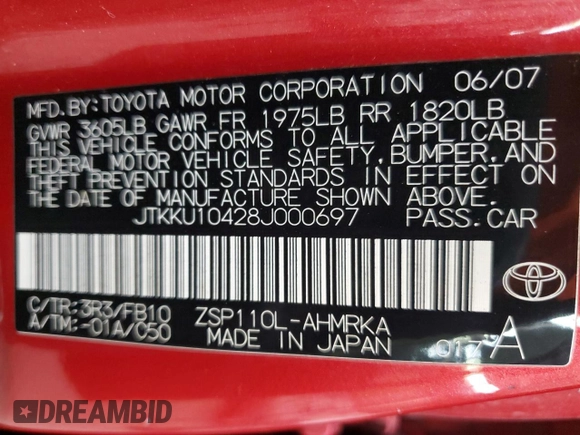 MFD.BY:TOYOTA MOTOR CORPORATION 06/07
GVWR 3605LB GAWR FR 1975LB RR 1820LB
THIS VEHICLE CONFORMS TO ALL APPLICABLE
FEDERAL MOTOR VEHICLE SAFETY,BUMPER,AND
THEFT PREVENTION STANDARDS IN EFFECT ON
THE DATE OF MANUFACTURE SHOWN ABOVE.
JTKKU10428J000697 PASS.CAR
C/TR:3R3/FB10 ZSP110L-AHMRKA
A/TM:-01A/C50 MADE IN JAPAN A
DREAMBID